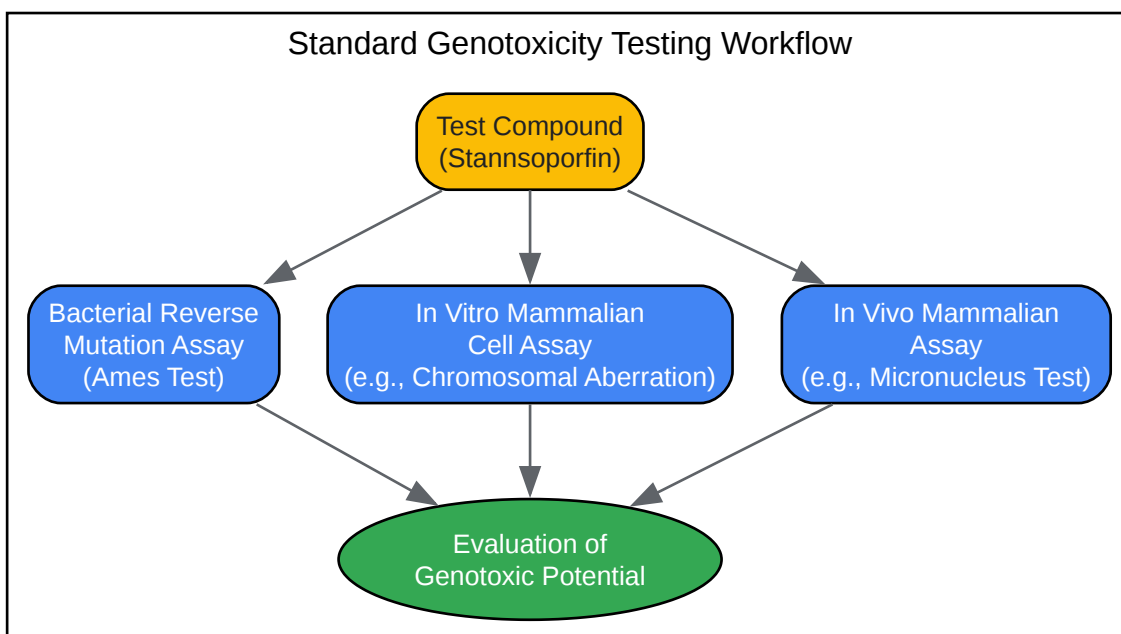 Standard Genotoxicity Testing Workflow
Test Compound
(Stannsoporfin)
Bacterial Reverse
Mutation Assay
(Ames Test)
In Vitro Mammalian
Cell Assay
(e.g., Chromosomal Aberration)
In Vivo Mammalian
Assay
(e.g., Micronucleus Test)
Evaluation of
Genotoxic Potential